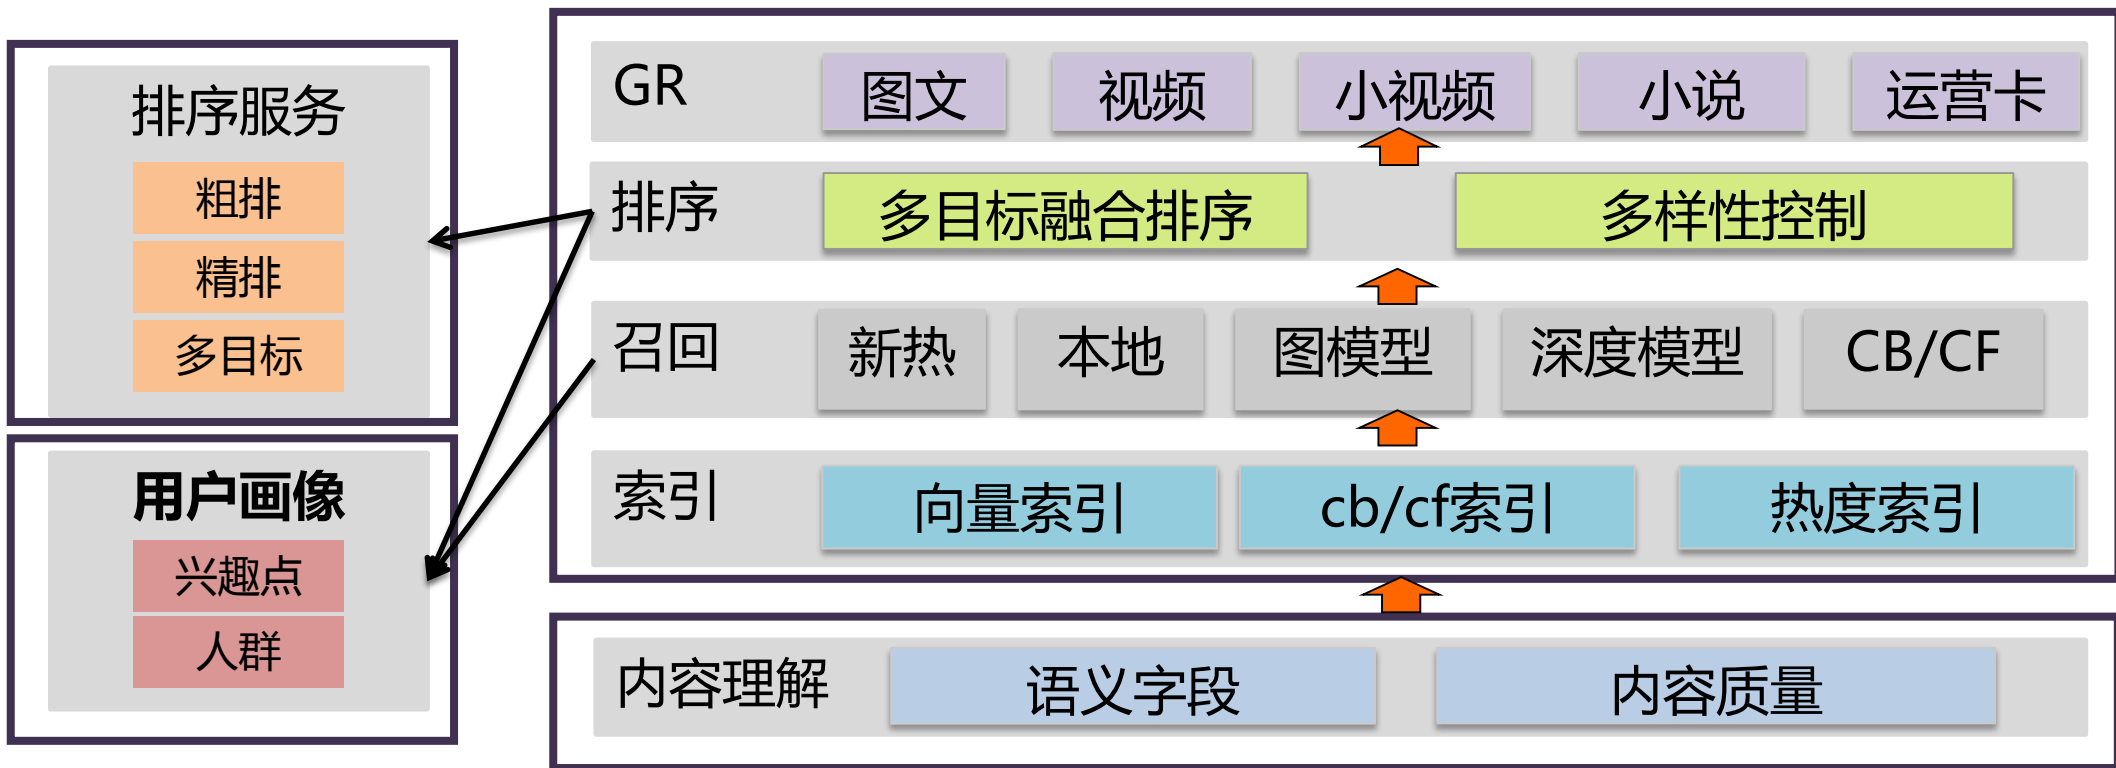 排序服务
粗排
精排
多目标
用户画像
兴趣点
人群
GR
图文
视频
小视频
小说
运营卡
排序
多目标融合排序
多样性控制
召回
新热
本地
图模型
深度模型
CB/CF
索引
向量索引
cb/cf索引
热度索引
内容理解
语义字段
内容质量